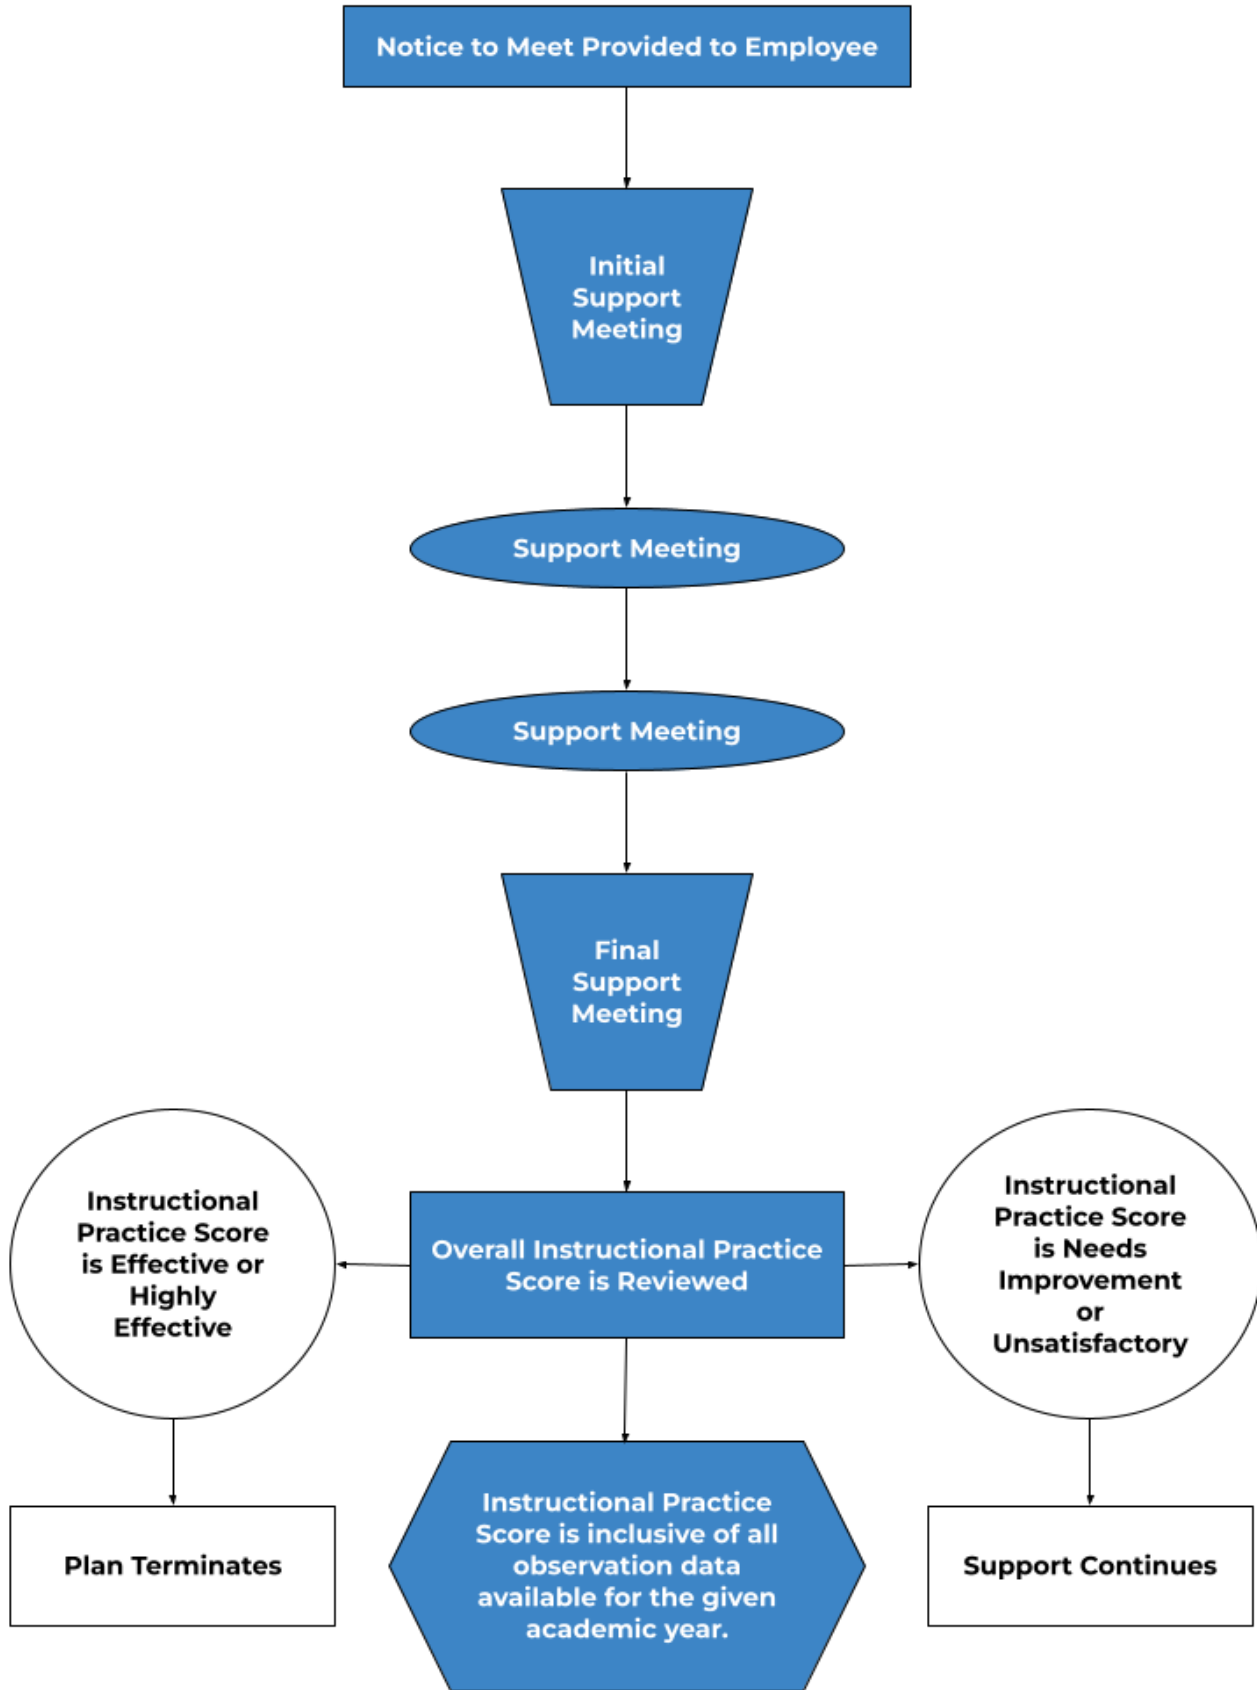 Notice to Meet Provided to Employee
Initial
Support
Meeting
Support Meeting
Support Meeting
Final
Support
Meeting
Instructional
Practice Score
is Effective or
Highly
Effective
Overall Instructional Practice
Score is Reviewed
Instructional
Practice Score
is Needs
Improvement
or
Unsatisfactory
Plan Terminates
Instructional Practice
Score is inclusive of all
observation data
available for the given
academic year.
Support Continues